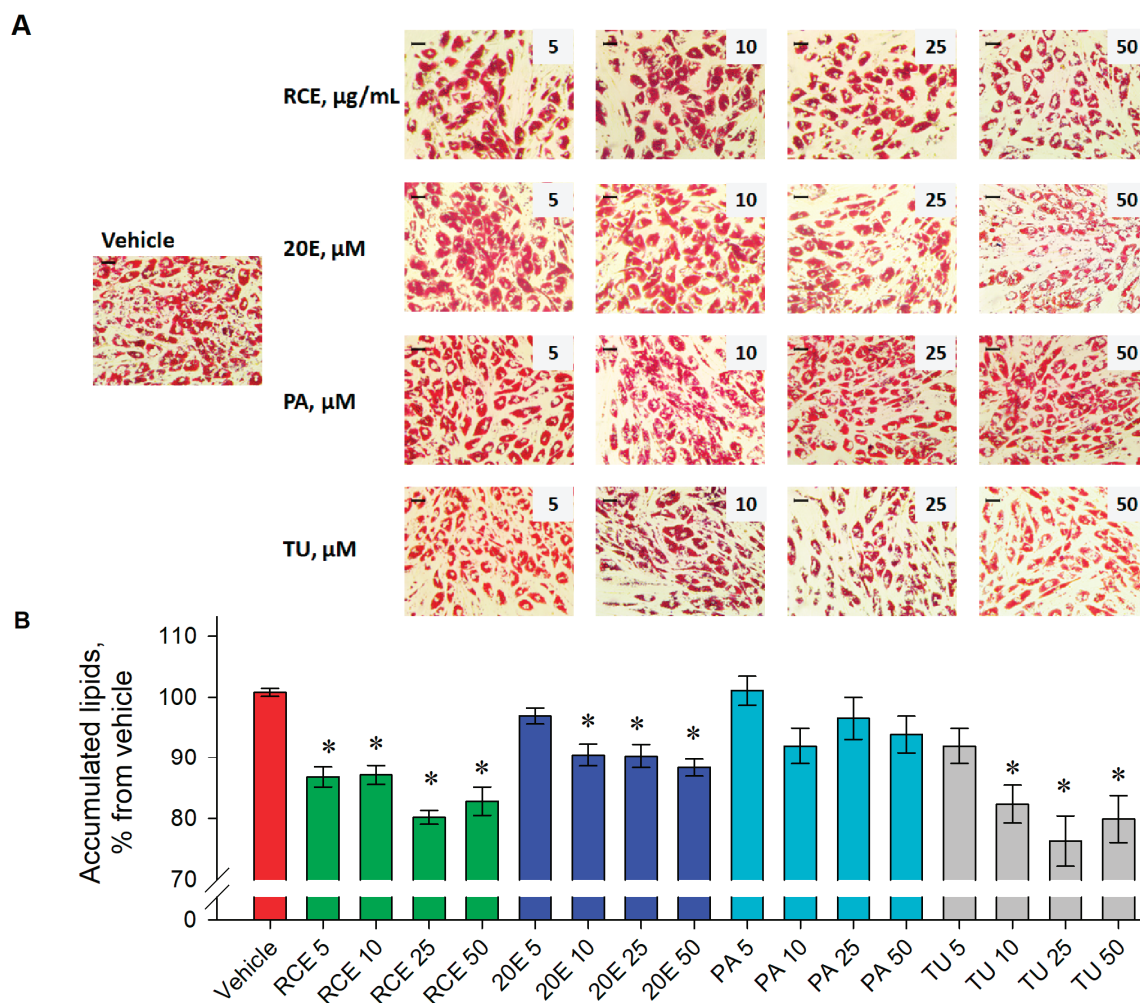 A
RCE, µg/mL
5
10
25
50
Vehicle
20E, µM
5
10
25
50
PA, µM
5
10
25
50
TU, µM
5
10
25
50
B
Accumulated lipids,
% from vehicle
110
100
90
80
70
0
* * * * * * * * * *
Vehicle
RCE 5
RCE 10
RCE 25
RCE 50
20E 5
20E 10
20E 25
20E 50
PA 5
PA 10
PA 25
PA 50
TU 5
TU 10
TU 25
TU 50